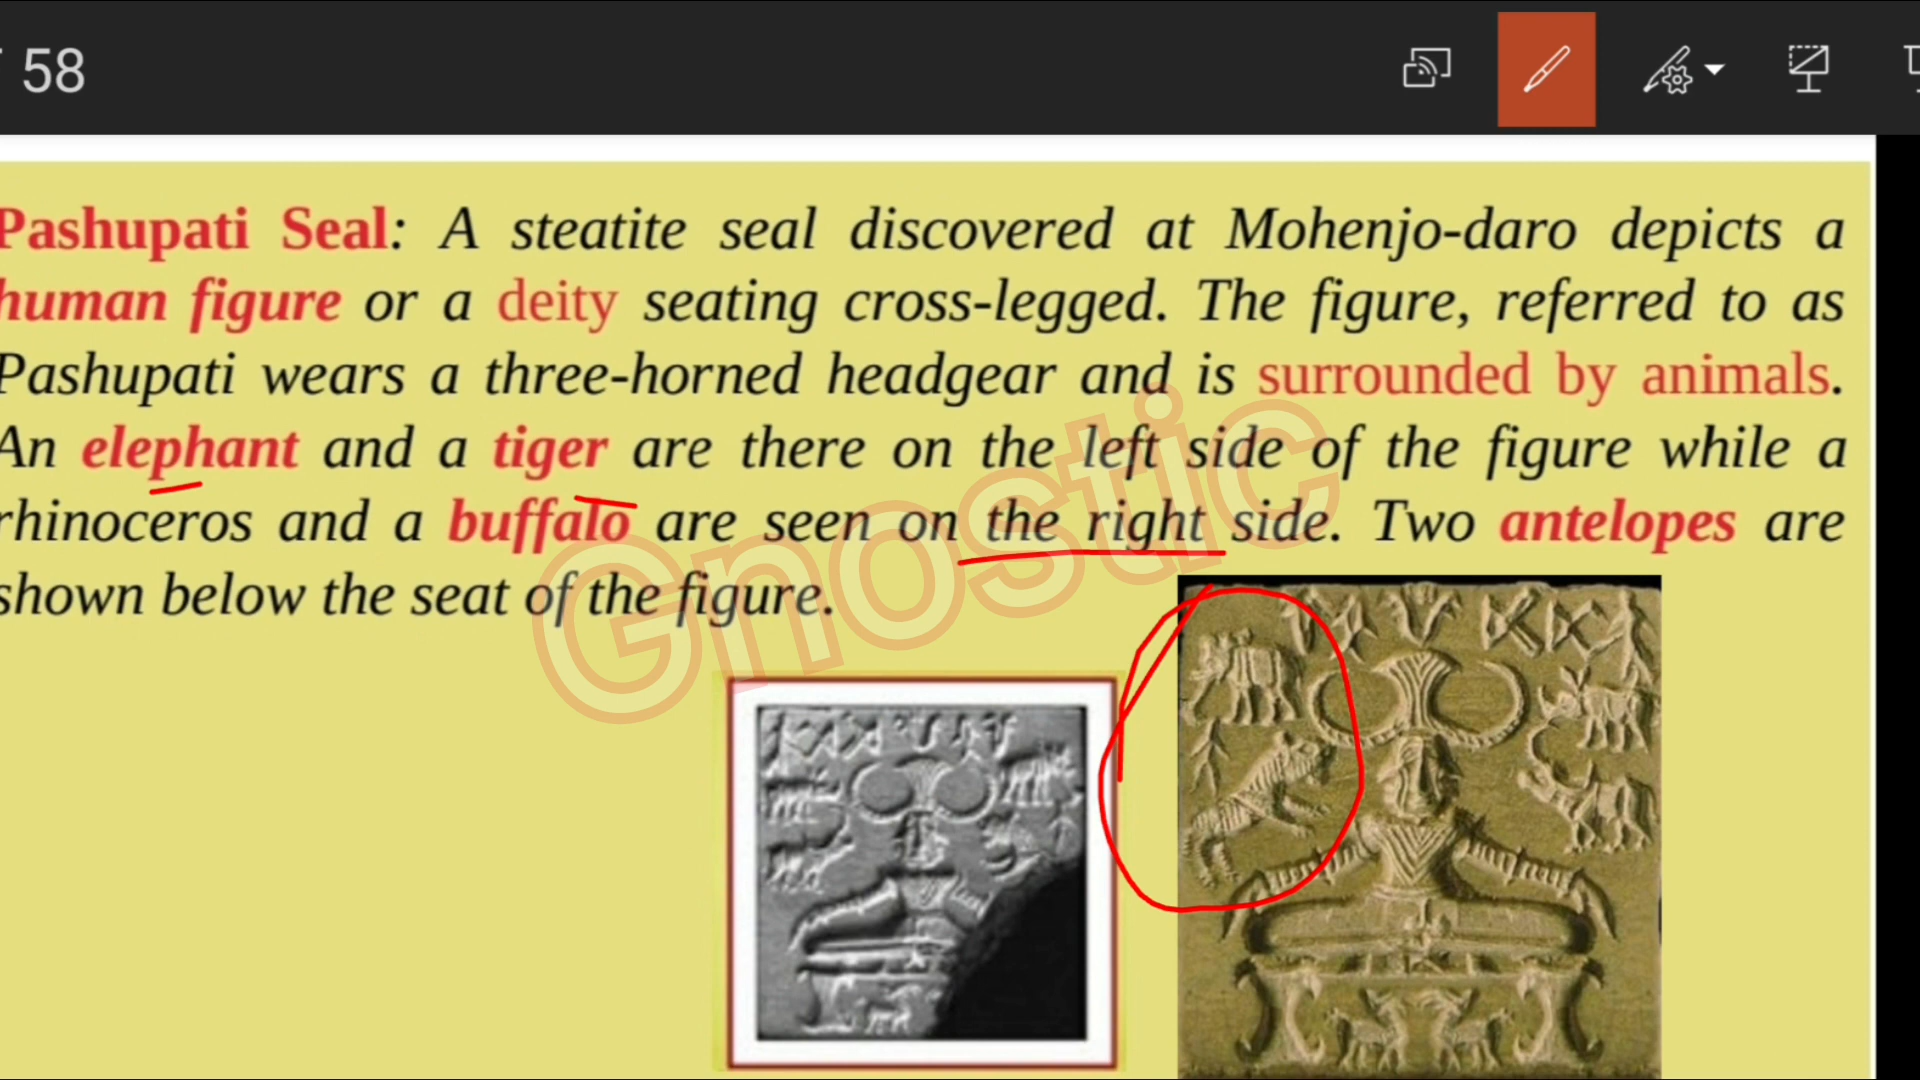 58
Pashupati Seal: A steatite seal discovered at Mohenjo-daro depicts a
human figure or a deity seating cross-legged. The figure, referred to as
Pashupati wears a three-horned headgear and is surrounded by animals.
An elephant and a tiger are there on the left side of the figure while a
rhinoceros and a buffalo are seen on the right side. Two antelopes are
shown below the seat of the figure.
Gnostic